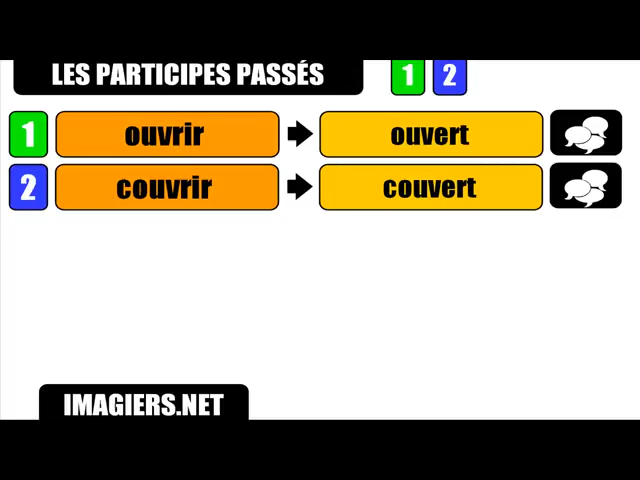 LES PARTICIPES PASSÉS 1 2
1 ouvrir ouvert
2 couvrir couvert
IMAGIERS.NET